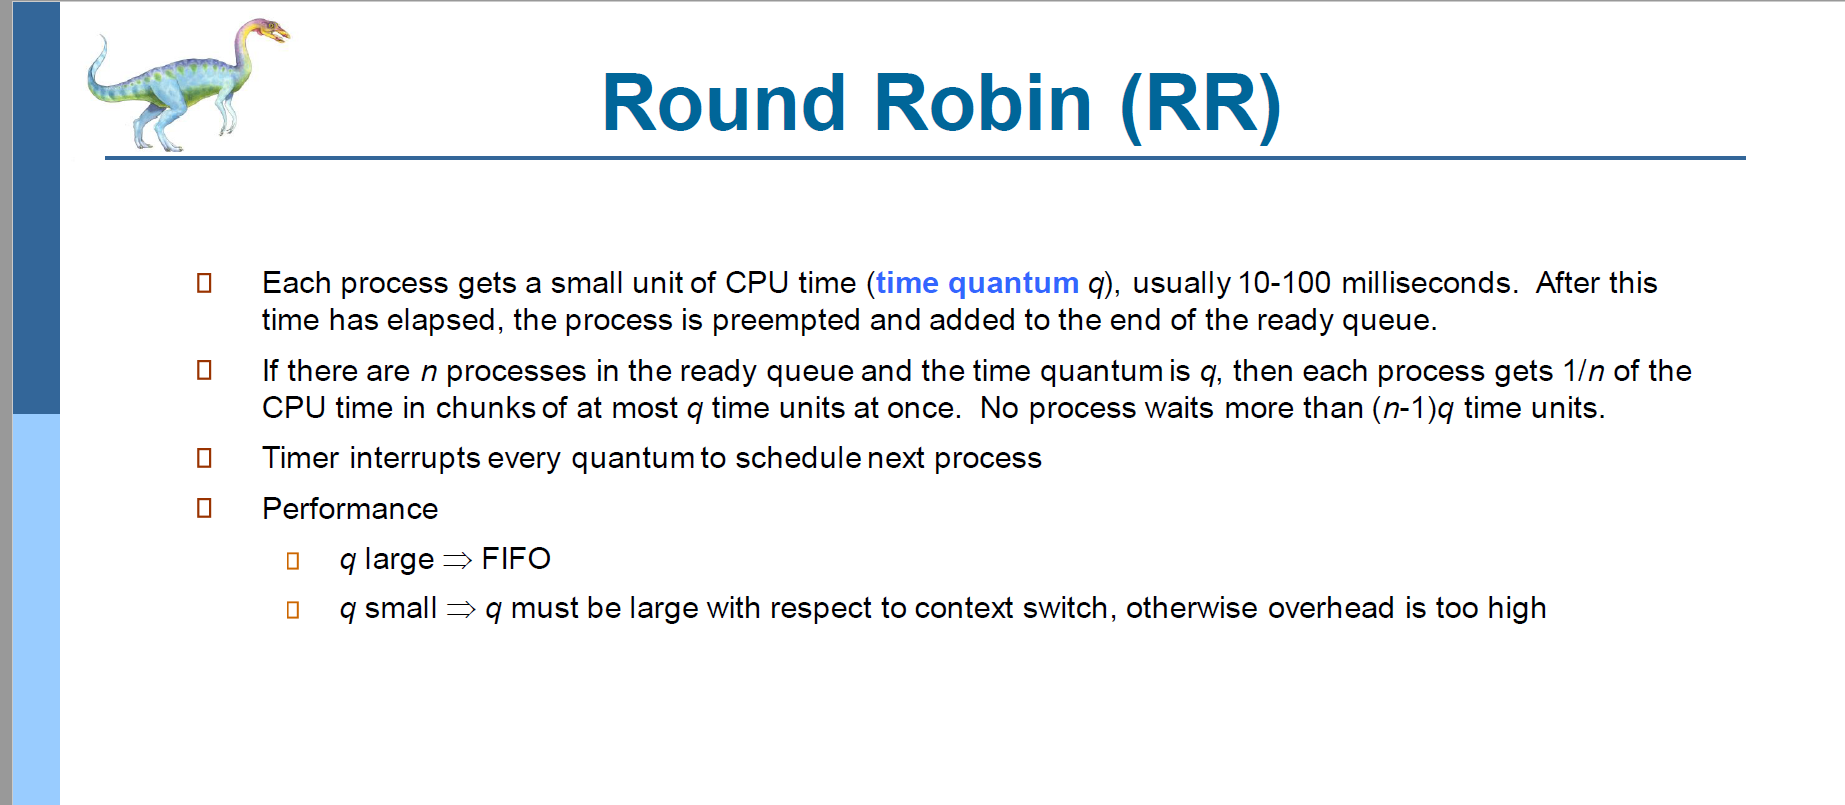 Round Robin (RR)
Each process gets a small unit of CPU time (time quantum q), usually 10-100 milliseconds. After this
time has elapsed, the process is preempted and added to the end of the ready queue.
If there are n processes in the ready queue and the time quantum is q, then each process gets 1/n of the
CPU time in chunks of at most q time units at once. No process waits more than (n-1)q time units.
Timer interrupts every quantum to schedule next process
Performance
q large ⇒ FIFO
q small ⇒ q must be large with respect to context switch, otherwise overhead is too high